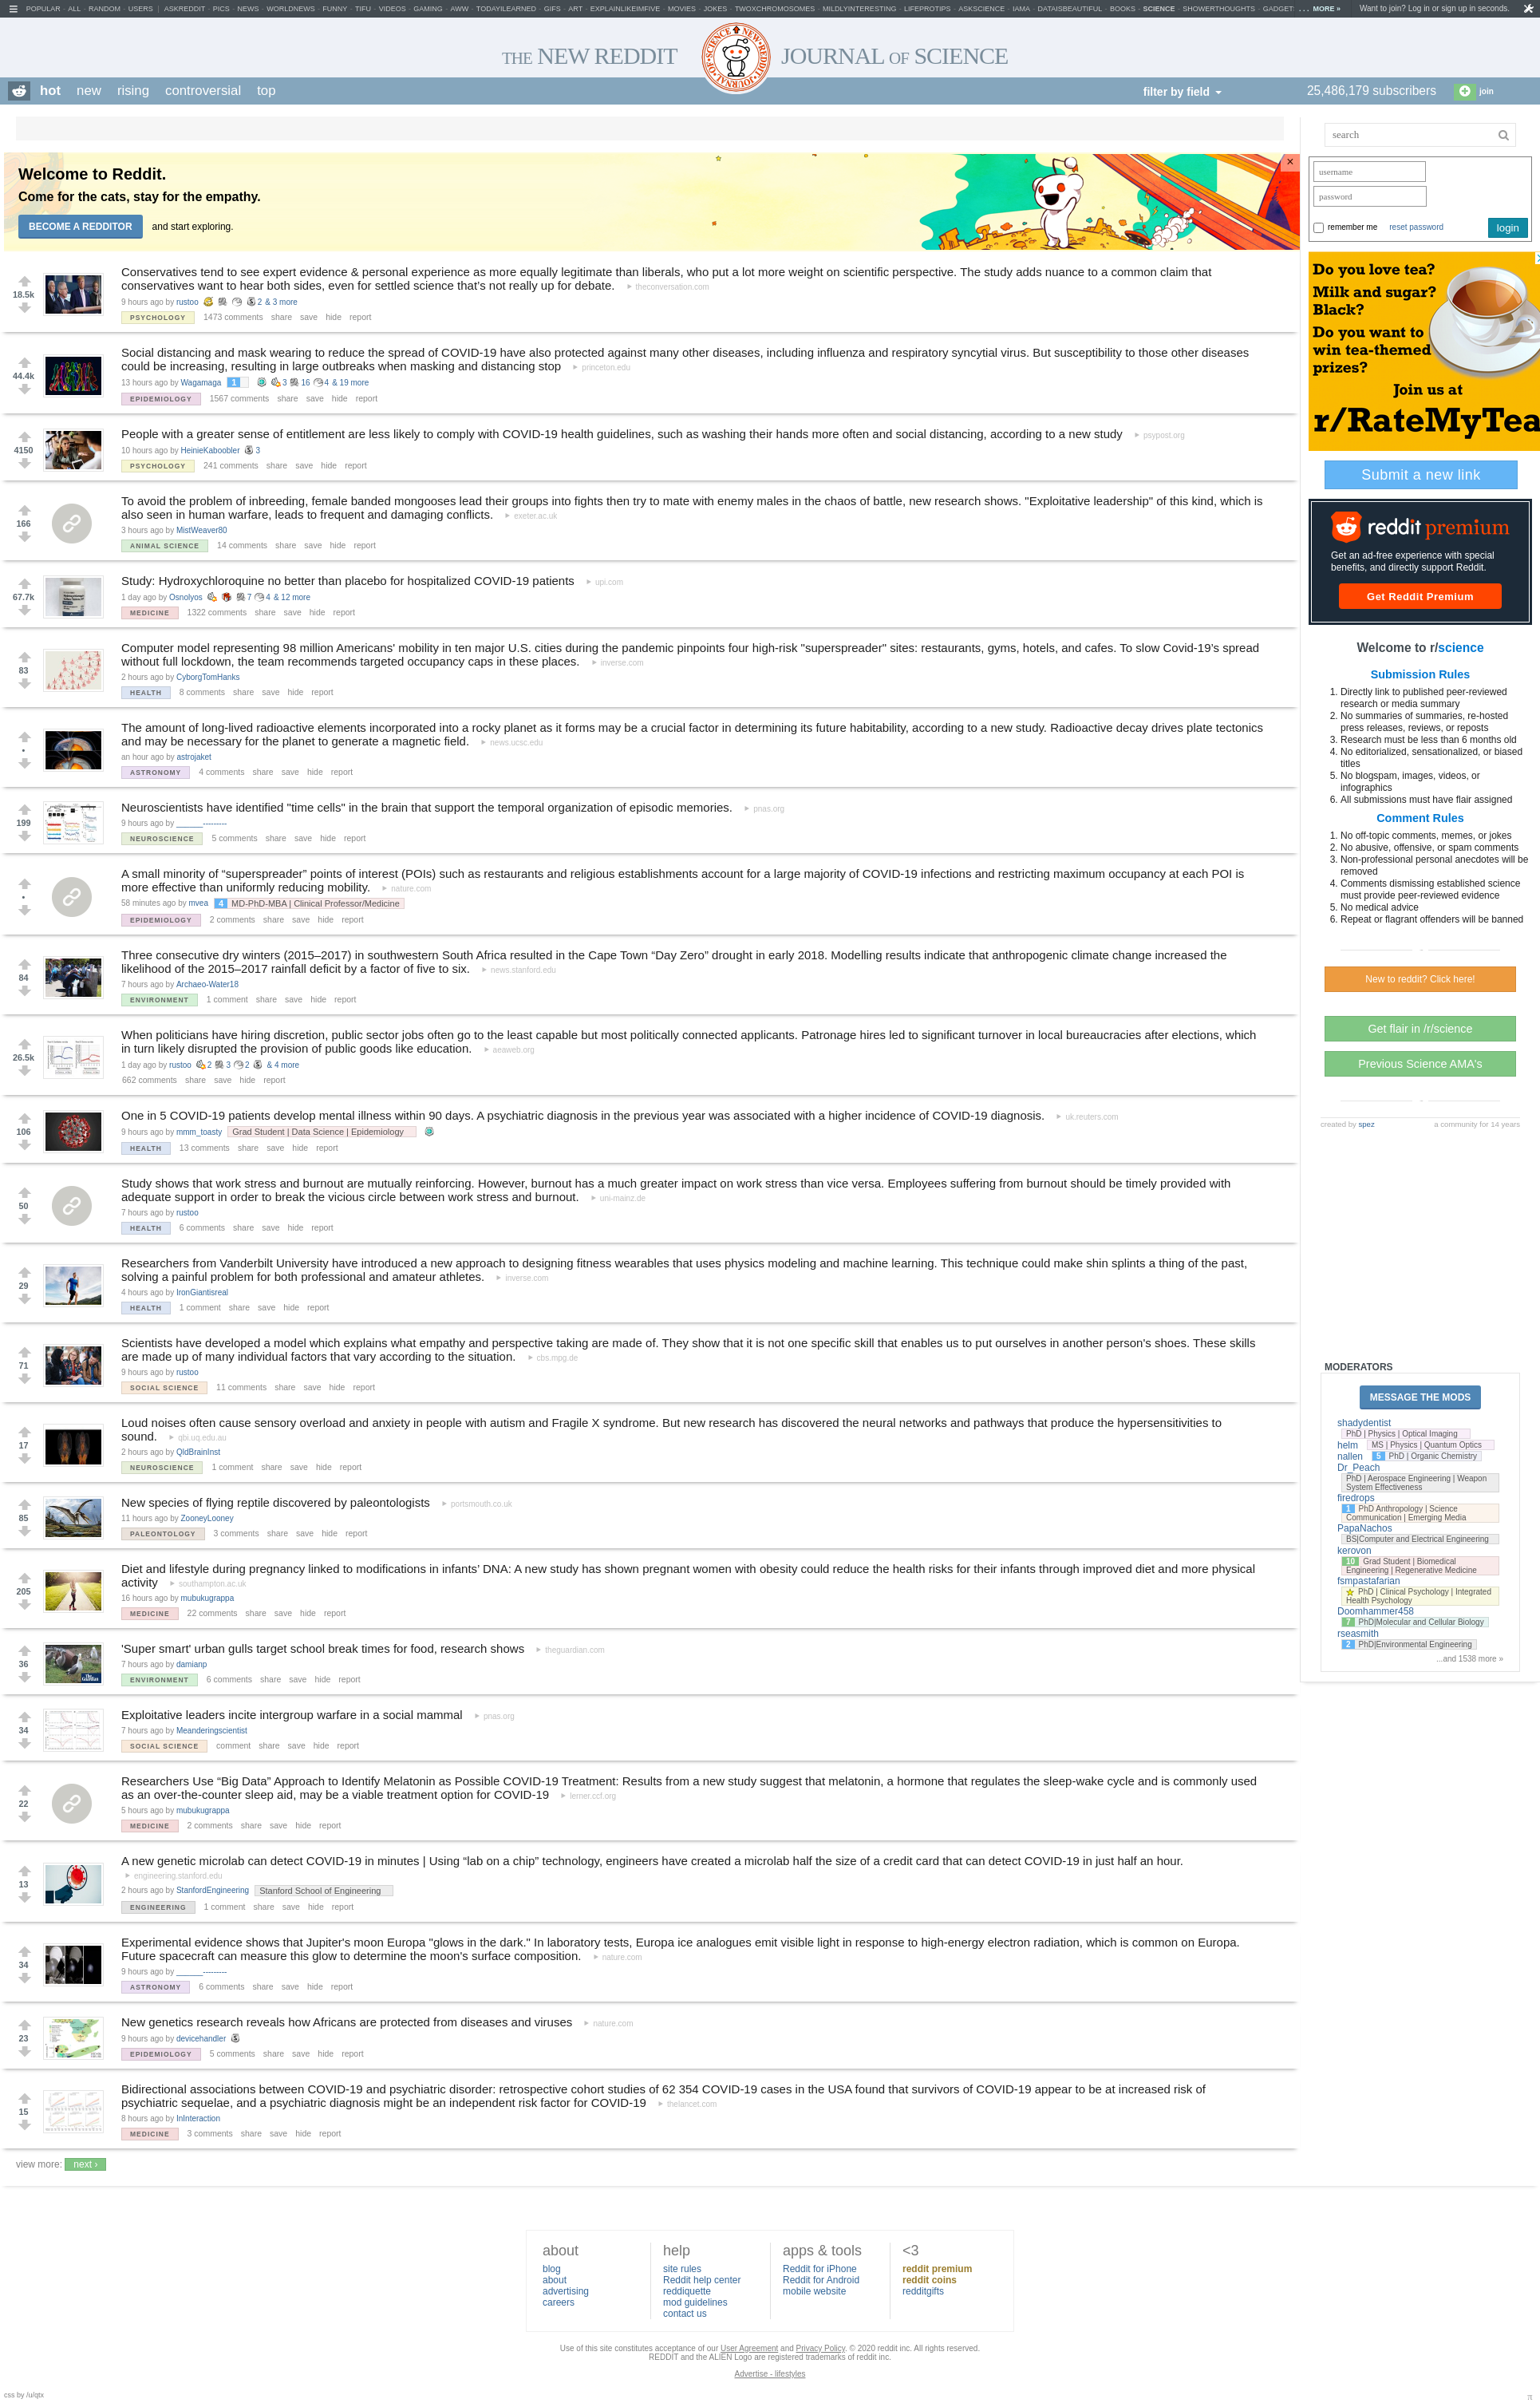 POPULAR - ALL - RANDOM - USERS | ASKREDDIT - PICS - NEWS - WORLDNEWS - FUNNY - TIFU - VIDEOS - GAMING - AWW - TODAYILEARNED - GIFS - ART - EXPLAINLIKEIMFIVE - MOVIES - JOKES - TWOXCHROMOSOMES - MILDLYINTERESTING - LIFEPROTIPS - ASKSCIENCE - IAMA - DATAISBEAUTIFUL - BOOKS - SCIENCE - SHOWERTHOUGHTS - GADGET ... MORE » Want to join? Log in or sign up in seconds.
THE NEW REDDIT JOURNAL OF SCIENCE
hot new rising controversial top filter by field 25,486,179 subscribers join
search
Welcome to Reddit.
Come for the cats, stay for the empathy.
BECOME A REDDITOR and start exploring.
username
password
remember me reset password login
Conservatives tend to see expert evidence & personal experience as more equally legitimate than liberals, who put a lot more weight on scientific perspective. The study adds nuance to a common claim that
conservatives want to hear both sides, even for settled science that's not really up for debate. theconversation.com
18.5k
9 hours ago by rustoo 2 & 3 more
PSYCHOLOGY 1473 comments share save hide report
Social distancing and mask wearing to reduce the spread of COVID-19 have also protected against many other diseases, including influenza and respiratory syncytial virus. But susceptibility to those other diseases
could be increasing, resulting in large outbreaks when masking and distancing stop princeton.edu
44.4k
13 hours ago by Wagamaga 1 3 16 4 & 19 more
EPIDEMIOLOGY 1567 comments share save hide report
People with a greater sense of entitlement are less likely to comply with COVID-19 health guidelines, such as washing their hands more often and social distancing, according to a new study psypost.org
4150
10 hours ago by HeinieKaboobler 3
PSYCHOLOGY 241 comments share save hide report
To avoid the problem of inbreeding, female banded mongooses lead their groups into fights then try to mate with enemy males in the chaos of battle, new research shows. "Exploitative leadership" of this kind, which is
also seen in human warfare, leads to frequent and damaging conflicts. exeter.ac.uk
166
3 hours ago by MistWeaver80
ANIMAL SCIENCE 14 comments share save hide report
Study: Hydroxychloroquine no better than placebo for hospitalized COVID-19 patients upi.com
67.7k
1 day ago by Osnolyos 7 4 & 12 more
MEDICINE 1322 comments share save hide report
Computer model representing 98 million Americans' mobility in ten major U.S. cities during the pandemic pinpoints four high-risk "superspreader" sites: restaurants, gyms, hotels, and cafes. To slow Covid-19's spread
without full lockdown, the team recommends targeted occupancy caps in these places. inverse.com
83
2 hours ago by CyborgTomHanks
HEALTH 8 comments share save hide report
The amount of long-lived radioactive elements incorporated into a rocky planet as it forms may be a crucial factor in determining its future habitability, according to a new study. Radioactive decay drives plate tectonics
and may be necessary for the planet to generate a magnetic field. news.ucsc.edu
•
an hour ago by astrojaket
ASTRONOMY 4 comments share save hide report
Neuroscientists have identified "time cells" in the brain that support the temporal organization of episodic memories. pnas.org
199
9 hours ago by ______---------
NEUROSCIENCE 5 comments share save hide report
A small minority of “superspreader” points of interest (POIs) such as restaurants and religious establishments account for a large majority of COVID-19 infections and restricting maximum occupancy at each POI is
more effective than uniformly reducing mobility. nature.com
•
58 minutes ago by mvea 4 MD-PhD-MBA | Clinical Professor/Medicine
EPIDEMIOLOGY 2 comments share save hide report
Three consecutive dry winters (2015–2017) in southwestern South Africa resulted in the Cape Town “Day Zero” drought in early 2018. Modelling results indicate that anthropogenic climate change increased the
likelihood of the 2015–2017 rainfall deficit by a factor of five to six. news.stanford.edu
84
7 hours ago by Archaeo-Water18
ENVIRONMENT 1 comment share save hide report
When politicians have hiring discretion, public sector jobs often go to the least capable but most politically connected applicants. Patronage hires led to significant turnover in local bureaucracies after elections, which
in turn likely disrupted the provision of public goods like education. aeaweb.org
26.5k
1 day ago by rustoo 2 3 2 & 4 more
662 comments share save hide report
One in 5 COVID-19 patients develop mental illness within 90 days. A psychiatric diagnosis in the previous year was associated with a higher incidence of COVID-19 diagnosis. uk.reuters.com
106
9 hours ago by mmm_toasty Grad Student | Data Science | Epidemiology
HEALTH 13 comments share save hide report
Study shows that work stress and burnout are mutually reinforcing. However, burnout has a much greater impact on work stress than vice versa. Employees suffering from burnout should be timely provided with
adequate support in order to break the vicious circle between work stress and burnout. uni-mainz.de
50
7 hours ago by rustoo
HEALTH 6 comments share save hide report
Researchers from Vanderbilt University have introduced a new approach to designing fitness wearables that uses physics modeling and machine learning. This technique could make shin splints a thing of the past,
solving a painful problem for both professional and amateur athletes. inverse.com
29
4 hours ago by IronGiantisreal
HEALTH 1 comment share save hide report
Scientists have developed a model which explains what empathy and perspective taking are made of. They show that it is not one specific skill that enables us to put ourselves in another person's shoes. These skills
are made up of many individual factors that vary according to the situation. cbs.mpg.de
71
9 hours ago by rustoo
SOCIAL SCIENCE 11 comments share save hide report
Loud noises often cause sensory overload and anxiety in people with autism and Fragile X syndrome. But new research has discovered the neural networks and pathways that produce the hypersensitivities to
sound. qbi.uq.edu.au
17
2 hours ago by QldBrainInst
NEUROSCIENCE 1 comment share save hide report
New species of flying reptile discovered by paleontologists portsmouth.co.uk
85
11 hours ago by ZooneyLooney
PALEONTOLOGY 3 comments share save hide report
Diet and lifestyle during pregnancy linked to modifications in infants’ DNA: A new study has shown pregnant women with obesity could reduce the health risks for their infants through improved diet and more physical
activity southampton.ac.uk
205
16 hours ago by mubukugrappa
MEDICINE 22 comments share save hide report
'Super smart' urban gulls target school break times for food, research shows theguardian.com
36
7 hours ago by damianp
ENVIRONMENT 6 comments share save hide report
Exploitative leaders incite intergroup warfare in a social mammal pnas.org
34
7 hours ago by Meanderingscientist
SOCIAL SCIENCE comment share save hide report
Researchers Use “Big Data” Approach to Identify Melatonin as Possible COVID-19 Treatment: Results from a new study suggest that melatonin, a hormone that regulates the sleep-wake cycle and is commonly used
as an over-the-counter sleep aid, may be a viable treatment option for COVID-19 lerner.ccf.org
22
5 hours ago by mubukugrappa
MEDICINE 2 comments share save hide report
A new genetic microlab can detect COVID-19 in minutes | Using “lab on a chip” technology, engineers have created a microlab half the size of a credit card that can detect COVID-19 in just half an hour.
engineering.stanford.edu
13
2 hours ago by StanfordEngineering Stanford School of Engineering
ENGINEERING 1 comment share save hide report
Experimental evidence shows that Jupiter's moon Europa "glows in the dark." In laboratory tests, Europa ice analogues emit visible light in response to high-energy electron radiation, which is common on Europa.
Future spacecraft can measure this glow to determine the moon's surface composition. nature.com
34
9 hours ago by ______---------
ASTRONOMY 6 comments share save hide report
New genetics research reveals how Africans are protected from diseases and viruses nature.com
23
9 hours ago by devicehandler
EPIDEMIOLOGY 5 comments share save hide report
Bidirectional associations between COVID-19 and psychiatric disorder: retrospective cohort studies of 62 354 COVID-19 cases in the USA found that survivors of COVID-19 appear to be at increased risk of
psychiatric sequelae, and a psychiatric diagnosis might be an independent risk factor for COVID-19 thelancet.com
15
8 hours ago by InInteraction
MEDICINE 3 comments share save hide report
view more: next ›
Do you love tea?
Milk and sugar?
Black?
Do you want to
win tea-themed
prizes?
Join us at
r/RateMyTea
Submit a new link
reddit premium
Get an ad-free experience with special
benefits, and directly support Reddit.
Get Reddit Premium
Welcome to r/science
Submission Rules
1. Directly link to published peer-reviewed
research or media summary
2. No summaries of summaries, re-hosted
press releases, reviews, or reposts
3. Research must be less than 6 months old
4. No editorialized, sensationalized, or biased
titles
5. No blogspam, images, videos, or
infographics
6. All submissions must have flair assigned
Comment Rules
1. No off-topic comments, memes, or jokes
2. No abusive, offensive, or spam comments
3. Non-professional personal anecdotes will be
removed
4. Comments dismissing established science
must provide peer-reviewed evidence
5. No medical advice
6. Repeat or flagrant offenders will be banned
New to reddit? Click here!
Get flair in /r/science
Previous Science AMA's
created by spez a community for 14 years
MODERATORS
MESSAGE THE MODS
shadydentist
PhD | Physics | Optical Imaging
helm MS | Physics | Quantum Optics
nallen 5 PhD | Organic Chemistry
Dr_Peach
PhD | Aerospace Engineering | Weapon
System Effectiveness
firedrops
1 PhD Anthropology | Science
Communication | Emerging Media
PapaNachos
BS|Computer and Electrical Engineering
kerovon
10 Grad Student | Biomedical
Engineering | Regenerative Medicine
fsmpastafarian
PhD | Clinical Psychology | Integrated
Health Psychology
Doomhammer458
7 PhD|Molecular and Cellular Biology
rseasmith
2 PhD|Environmental Engineering
...and 1538 more »
about
blog
about
advertising
careers
help
site rules
Reddit help center
reddiquette
mod guidelines
contact us
apps & tools
Reddit for iPhone
Reddit for Android
mobile website
<3
reddit premium
reddit coins
redditgifts
Use of this site constitutes acceptance of our User Agreement and Privacy Policy. © 2020 reddit inc. All rights reserved.
REDDIT and the ALIEN Logo are registered trademarks of reddit inc.
Advertise - lifestyles
css by /u/qtx π